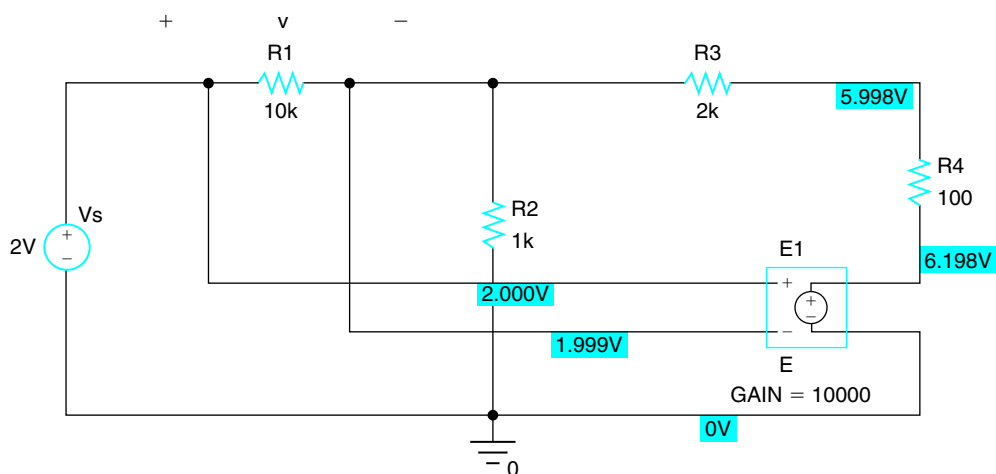 + v −
R1
10k
R3
2k
5.998V
R4
100
Vs
2V
+
−
R2
1k
E1
6.198V
+
+
−
−
2.000V
1.999V
E
GAIN = 10000
0V
0